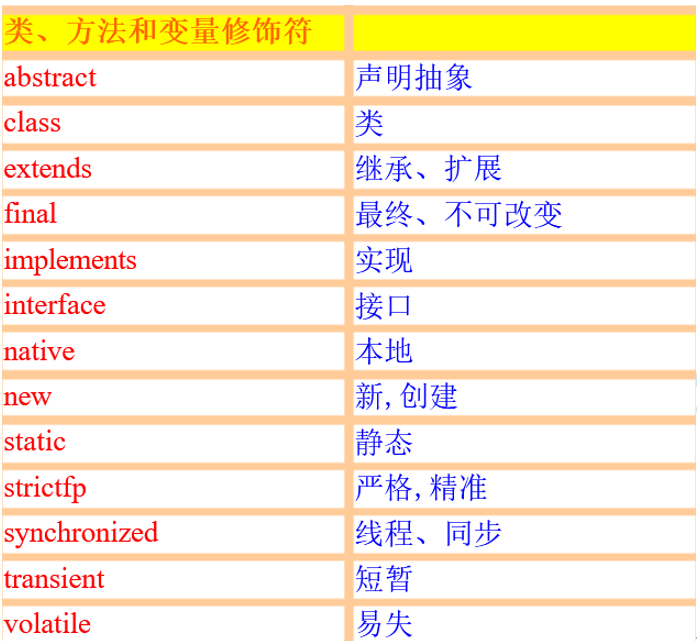 类、方法和变量修饰符
abstract 声明抽象
class 类
extends 继承、扩展
final 最终、不可改变
implements 实现
interface 接口
native 本地
new 新,创建
static 静态
strictfp 严格,精准
synchronized 线程、同步
transient 短暂
volatile 易失